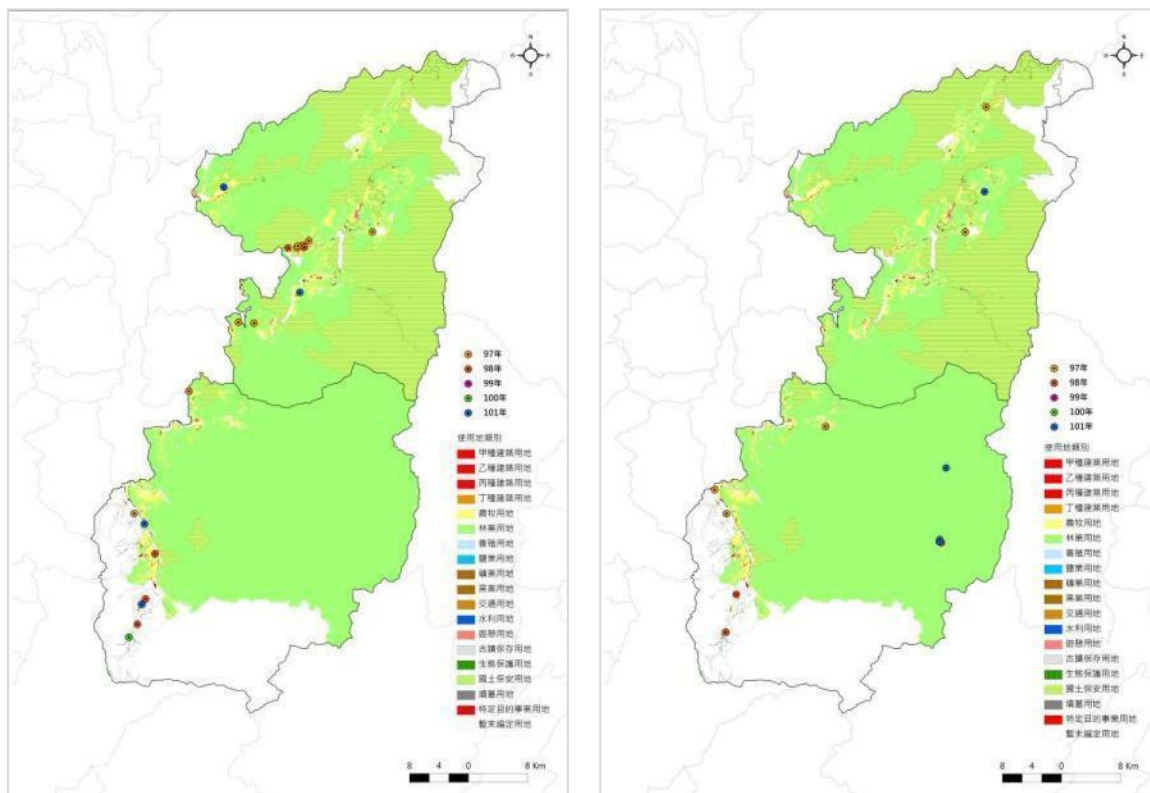 N
W
E
S
97年
98年
99年
100年
101年
使用地類別
甲種建築用地
乙種建築用地
丙種建築用地
丁種建築用地
農牧用地
林業用地
養殖用地
鹽業用地
礦業用地
窯業用地
交通用地
水利用地
遊憩用地
古蹟保存用地
生態保護用地
國土保安用地
墳墓用地
特定目的事業用地
暫未編定用地
8 4 0 8 Km
N
W
E
S
97年
98年
99年
100年
101年
使用地類別
甲種建築用地
乙種建築用地
丙種建築用地
丁種建築用地
農牧用地
林業用地
養殖用地
鹽業用地
礦業用地
窯業用地
交通用地
水利用地
遊憩用地
古蹟保存用地
生態保護用地
國土保安用地
墳墓用地
特定目的事業用地
暫未編定用地
8 4 0 8 Km